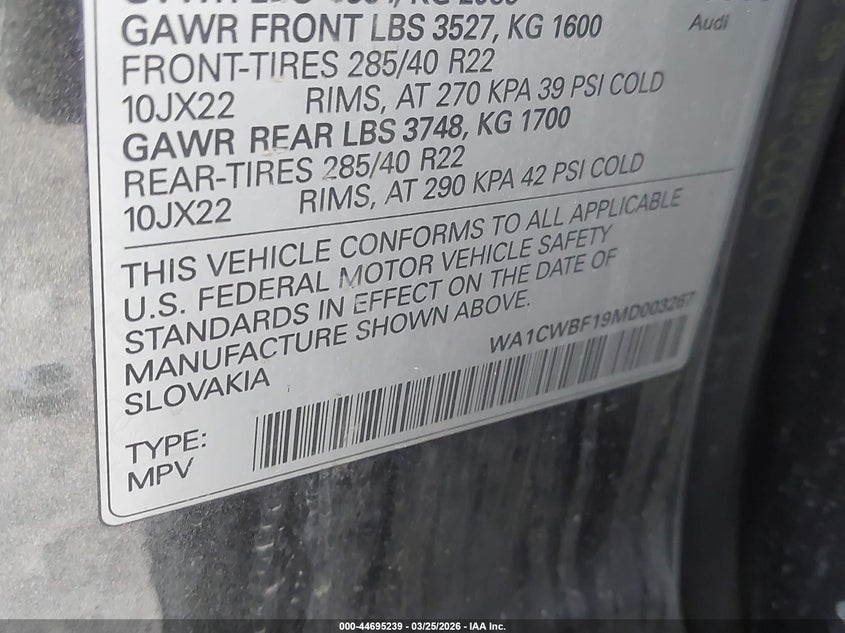 GAWR FRONT LBS 3527, KG 1600
Audi
FRONT-TIRES 285/40 R22
10JX22 RIMS, AT 270 KPA 39 PSI COLD
GAWR REAR LBS 3748, KG 1700
REAR-TIRES 285/40 R22
10JX22 RIMS, AT 290 KPA 42 PSI COLD
THIS VEHICLE CONFORMS TO ALL APPLICABLE
U.S. FEDERAL MOTOR VEHICLE SAFETY
STANDARDS IN EFFECT ON THE DATE OF
MANUFACTURE SHOWN ABOVE.
SLOVAKIA
WA1CWBF19MD003267
TYPE:
MPV
000-44695239 - 03/25/2026 - IAA Inc.